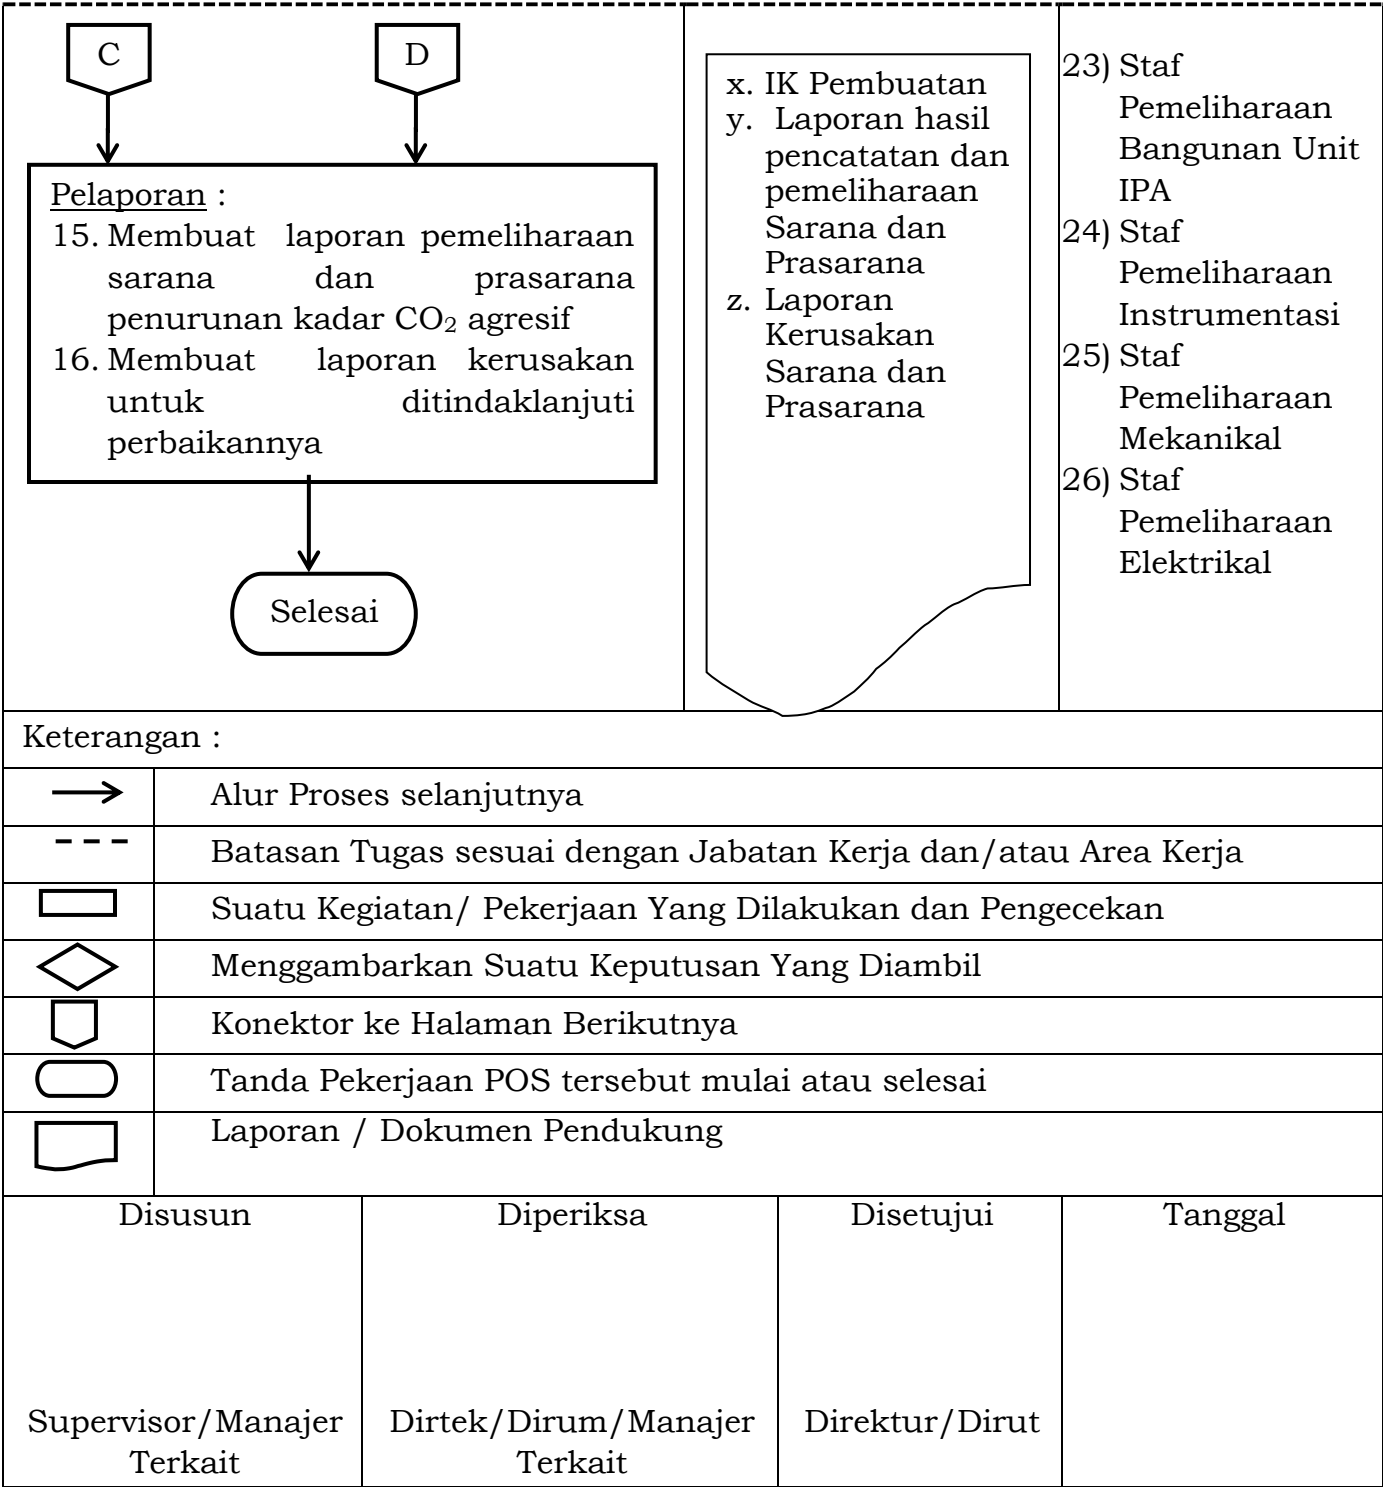 C
D
Pelaporan :
15. Membuat laporan pemeliharaan
sarana dan prasarana
penurunan kadar CO₂ agresif
16. Membuat laporan kerusakan
untuk ditindaklanjuti
perbaikannya
Selesai
x. IK Pembuatan
y. Laporan hasil
pencatatan dan
pemeliharaan
Sarana dan
Prasarana
z. Laporan
Kerusakan
Sarana dan
Prasarana
23) Staf
Pemeliharaan
Bangunan Unit
IPA
24) Staf
Pemeliharaan
Instrumentasi
25) Staf
Pemeliharaan
Mekanikal
26) Staf
Pemeliharaan
Elektrikal
Keterangan :
Alur Proses selanjutnya
Batasan Tugas sesuai dengan Jabatan Kerja dan/atau Area Kerja
Suatu Kegiatan/ Pekerjaan Yang Dilakukan dan Pengecekan
Menggambarkan Suatu Keputusan Yang Diambil
Konektor ke Halaman Berikutnya
Tanda Pekerjaan POS tersebut mulai atau selesai
Laporan / Dokumen Pendukung
Disusun
Supervisor/Manajer
Terkait
Diperiksa
Dirtek/Dirum/Manajer
Terkait
Disetujui
Direktur/Dirut
Tanggal